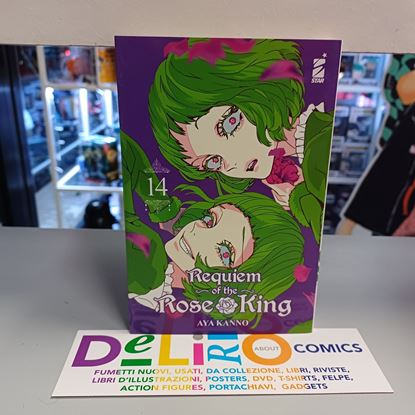 STAR
14
Requiem
of the
Rose King
AYA KANNO
DeLiRiO ABOUT COMICS
FUMETTI NUOVI, USATI, DA COLLEZIONE, LIBRI, RIVISTE,
LIBRI D'ILLUSTRAZIONI, POSTERS, DVD, T-SHIRTS, FELPE,
ACTION FIGURES, PORTACHIAVI, GADGETS